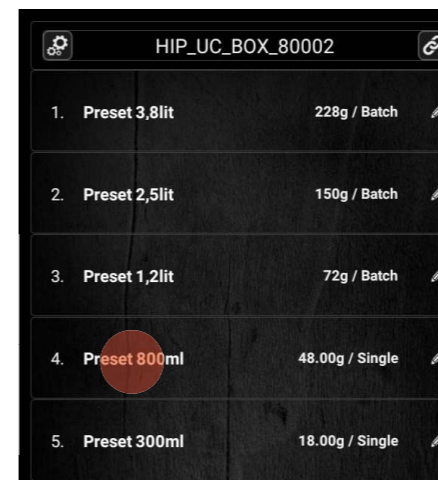 HIP_UC_BOX_80002
1. Preset 3,8lit 228g / Batch
2. Preset 2,5lit 150g / Batch
3. Preset 1,2lit 72g / Batch
4. Preset 800ml 48.00g / Single
5. Preset 300ml 18.00g / Single